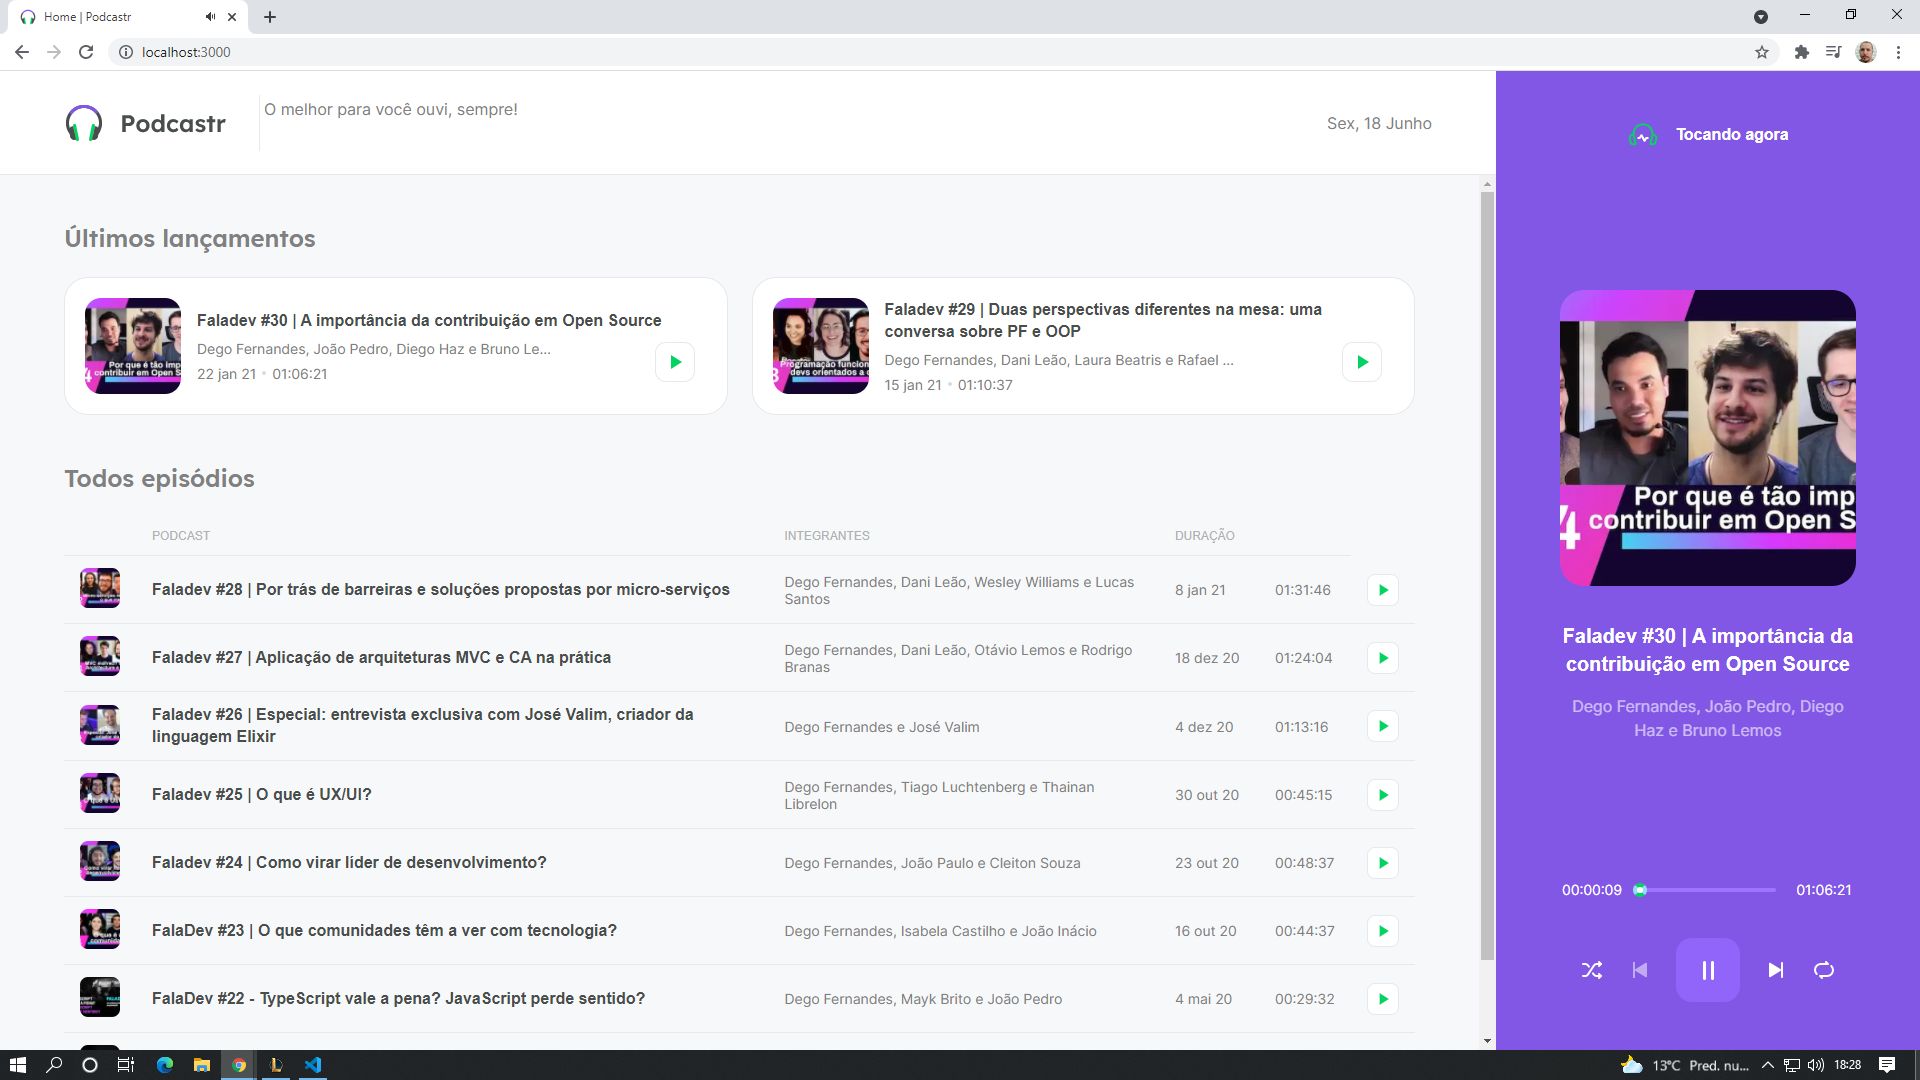 Home | Podcastr
localhost:3000
Podcastr
O melhor para você ouvi, sempre!
Sex, 18 Junho
Últimos lançamentos
Faladev #30 | A importância da contribuição em Open Source
Dego Fernandes, João Pedro, Diego Haz e Bruno Le...
22 jan 21 • 01:06:21
Faladev #29 | Duas perspectivas diferentes na mesa: uma
conversa sobre PF e OOP
Dego Fernandes, Dani Leão, Laura Beatris e Rafael ...
15 jan 21 • 01:10:37
Todos episódios
PODCAST INTEGRANTES DURAÇÃO
Faladev #28 | Por trás de barreiras e soluções propostas por micro-serviços
Dego Fernandes, Dani Leão, Wesley Williams e Lucas
Santos
8 jan 21 01:31:46
Faladev #27 | Aplicação de arquiteturas MVC e CA na prática
Dego Fernandes, Dani Leão, Otávio Lemos e Rodrigo
Branas
18 dez 20 01:24:04
Faladev #26 | Especial: entrevista exclusiva com José Valim, criador da
linguagem Elixir
Dego Fernandes e José Valim
4 dez 20 01:13:16
Faladev #25 | O que é UX/UI?
Dego Fernandes, Tiago Luchtenberg e Thainan
Librelon
30 out 20 00:45:15
Faladev #24 | Como virar líder de desenvolvimento?
Dego Fernandes, João Paulo e Cleiton Souza
23 out 20 00:48:37
FalaDev #23 | O que comunidades têm a ver com tecnologia?
Dego Fernandes, Isabela Castilho e João Inácio
16 out 20 00:44:37
FalaDev #22 - TypeScript vale a pena? JavaScript perde sentido?
Dego Fernandes, Mayk Brito e João Pedro
4 mai 20 00:29:32
Tocando agora
Por que é tão imp
4 contribuir em Open S
Faladev #30 | A importância da
contribuição em Open Source
Dego Fernandes, João Pedro, Diego
Haz e Bruno Lemos
00:00:09 01:06:21
13°C Pred. nu... 18:28